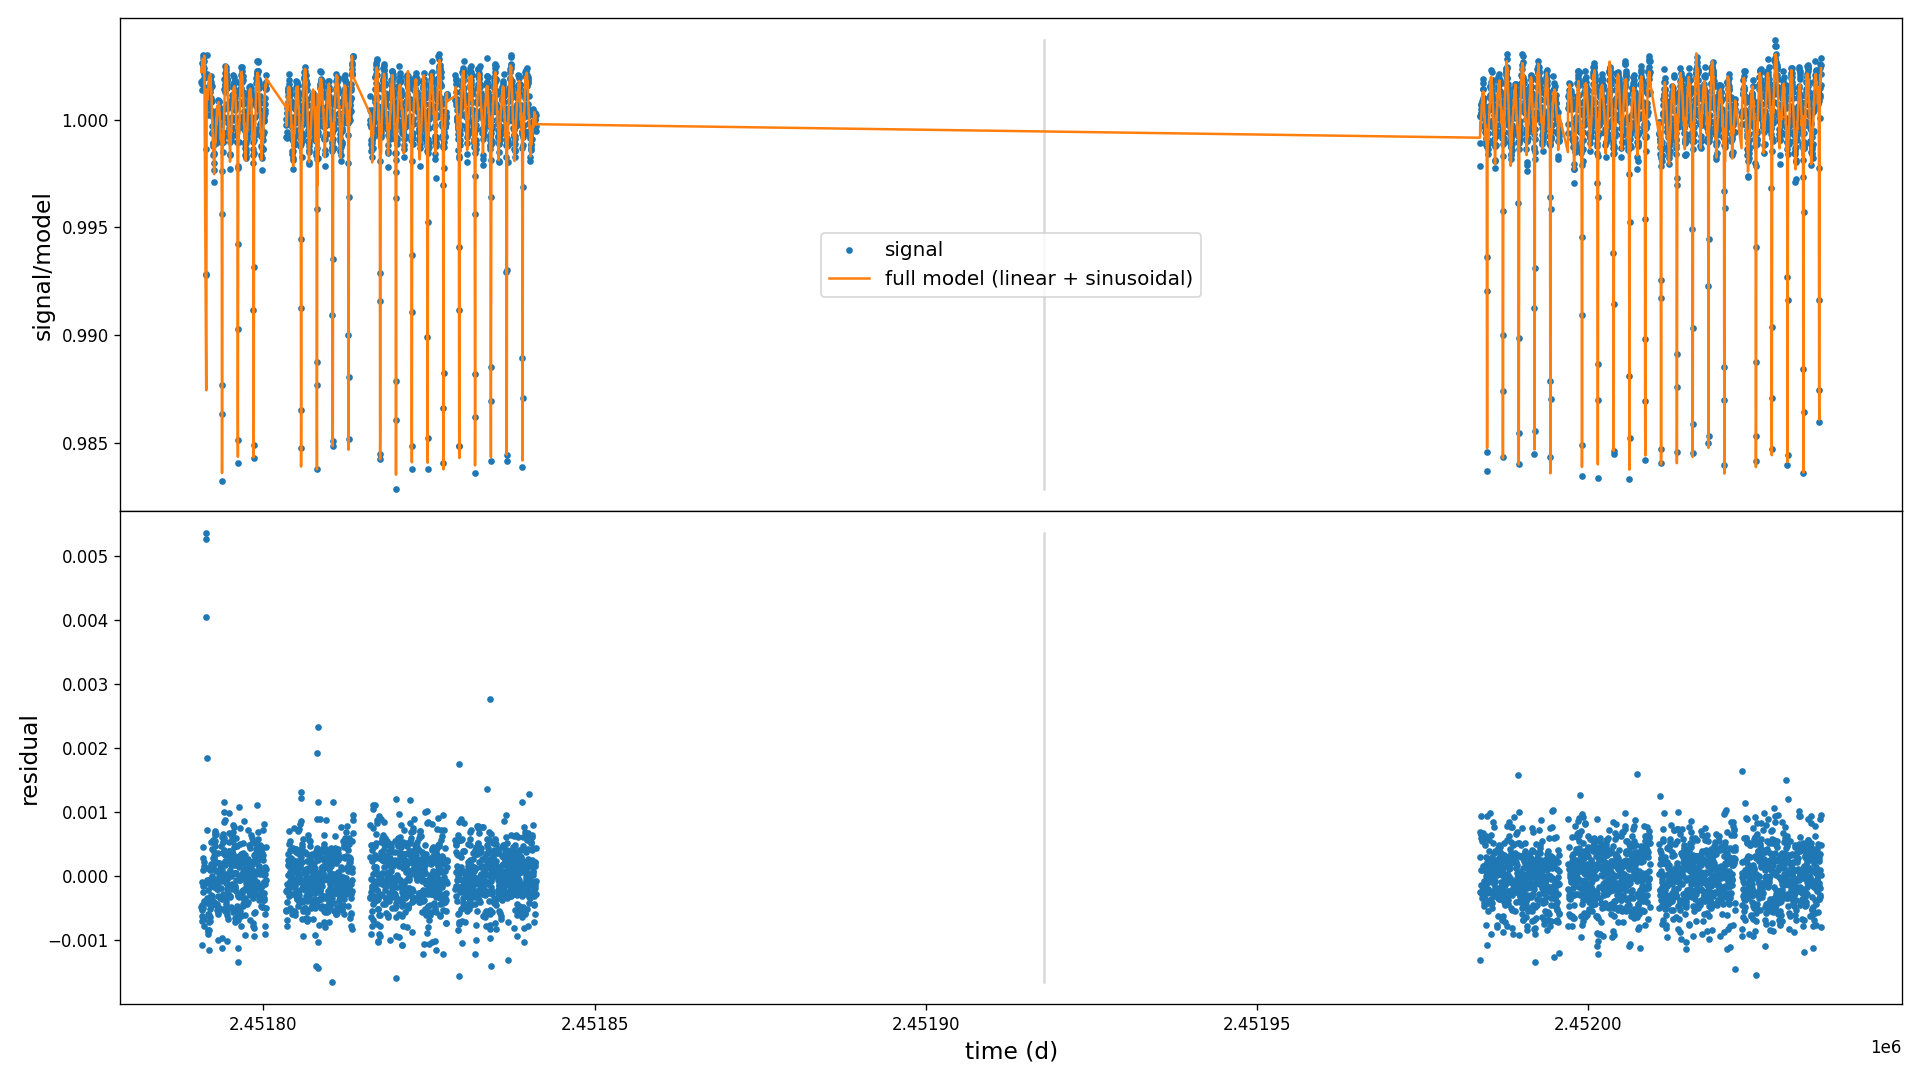 signal/model
1.000
0.995
0.990
0.985
signal
full model (linear + sinusoidal)
residual
0.005
0.004
0.003
0.002
0.001
0.000
−0.001
2.45180
2.45185
2.45190
2.45195
2.45200
time (d)
1e6